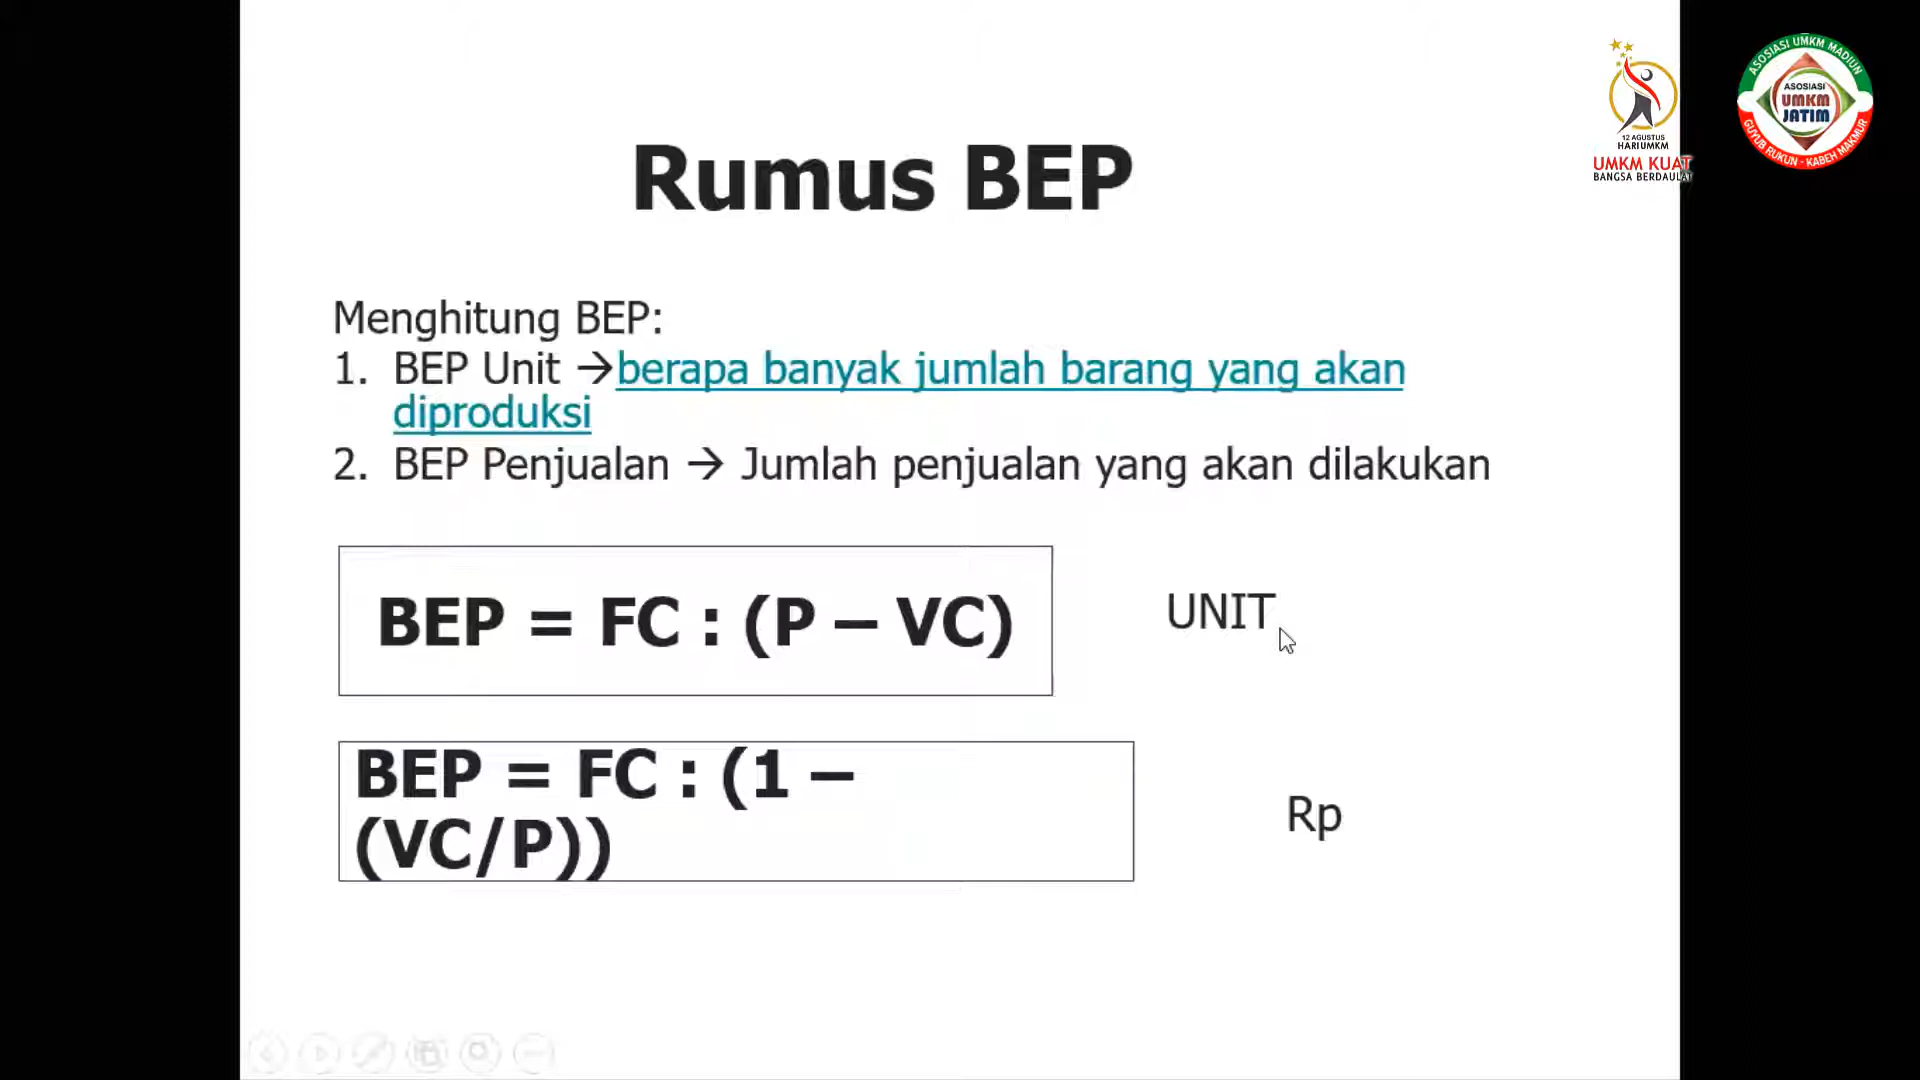 Rumus BEP
Menghitung BEP:
1. BEP Unit →berapa banyak jumlah barang yang akan
diproduksi
2. BEP Penjualan → Jumlah penjualan yang akan dilakukan
BEP = FC : (P – VC)
UNIT
BEP = FC : (1 –
(VC/P))
Rp
12 AGUSTUS
HARI UMKM
UMKM KUAT
BANGSA BERDAULAT
ASOSIASI UMKM MADIUN
ASOSIASI
UMKM
JATIM
GUYUB RUKUN - KABEH MAKMUR